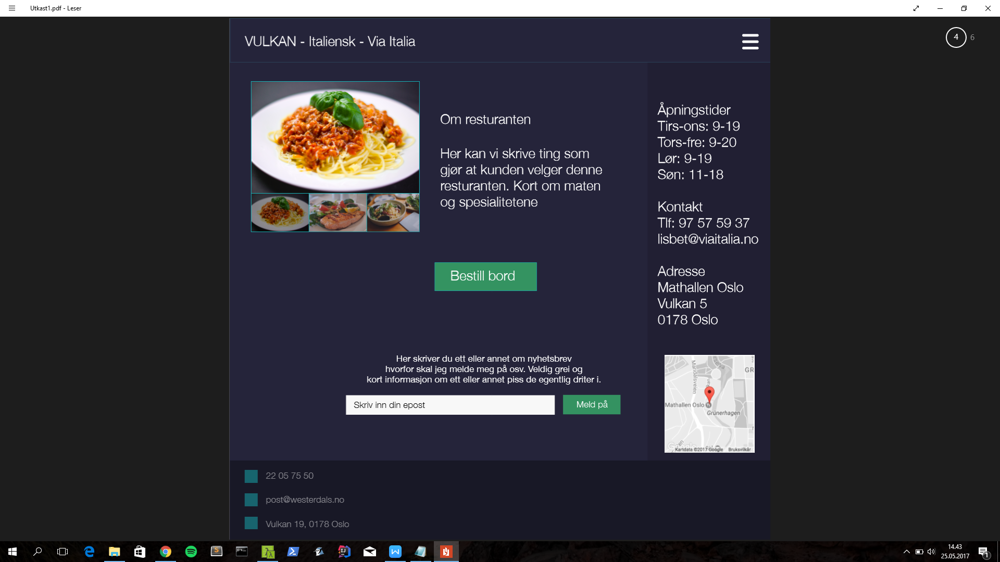 Utkast1.pdf - Leser
4
6
VULKAN - Italiensk - Via Italia
Om resturanten
Her kan vi skrive ting som
gjør at kunden velger denne
resturanten. Kort om maten
og spesialitetene
Bestill bord
Her skriver du ett eller annet om nyhetsbrev
hvorfor skal jeg melde meg på osv. Veldig grei og
kort informasjon om ett eller annet piss de egentlig driter i.
Skriv inn din epost
Meld på
Åpningstider
Tirs-ons: 9-19
Tors-fre: 9-20
Lør: 9-19
Søn: 11-18
Kontakt
Tlf: 97 57 59 37
lisbet@viaitalia.no
Adresse
Mathallen Oslo
Vulkan 5
0178 Oslo
Maridalsveien
GR
Mathallen Oslo
Grünerhagen
Google
Kartdata ©2017 Google Bruksvilkår
22 05 75 50
post@westerdals.no
Vulkan 19, 0178 Oslo
14.43
25.05.2017
1